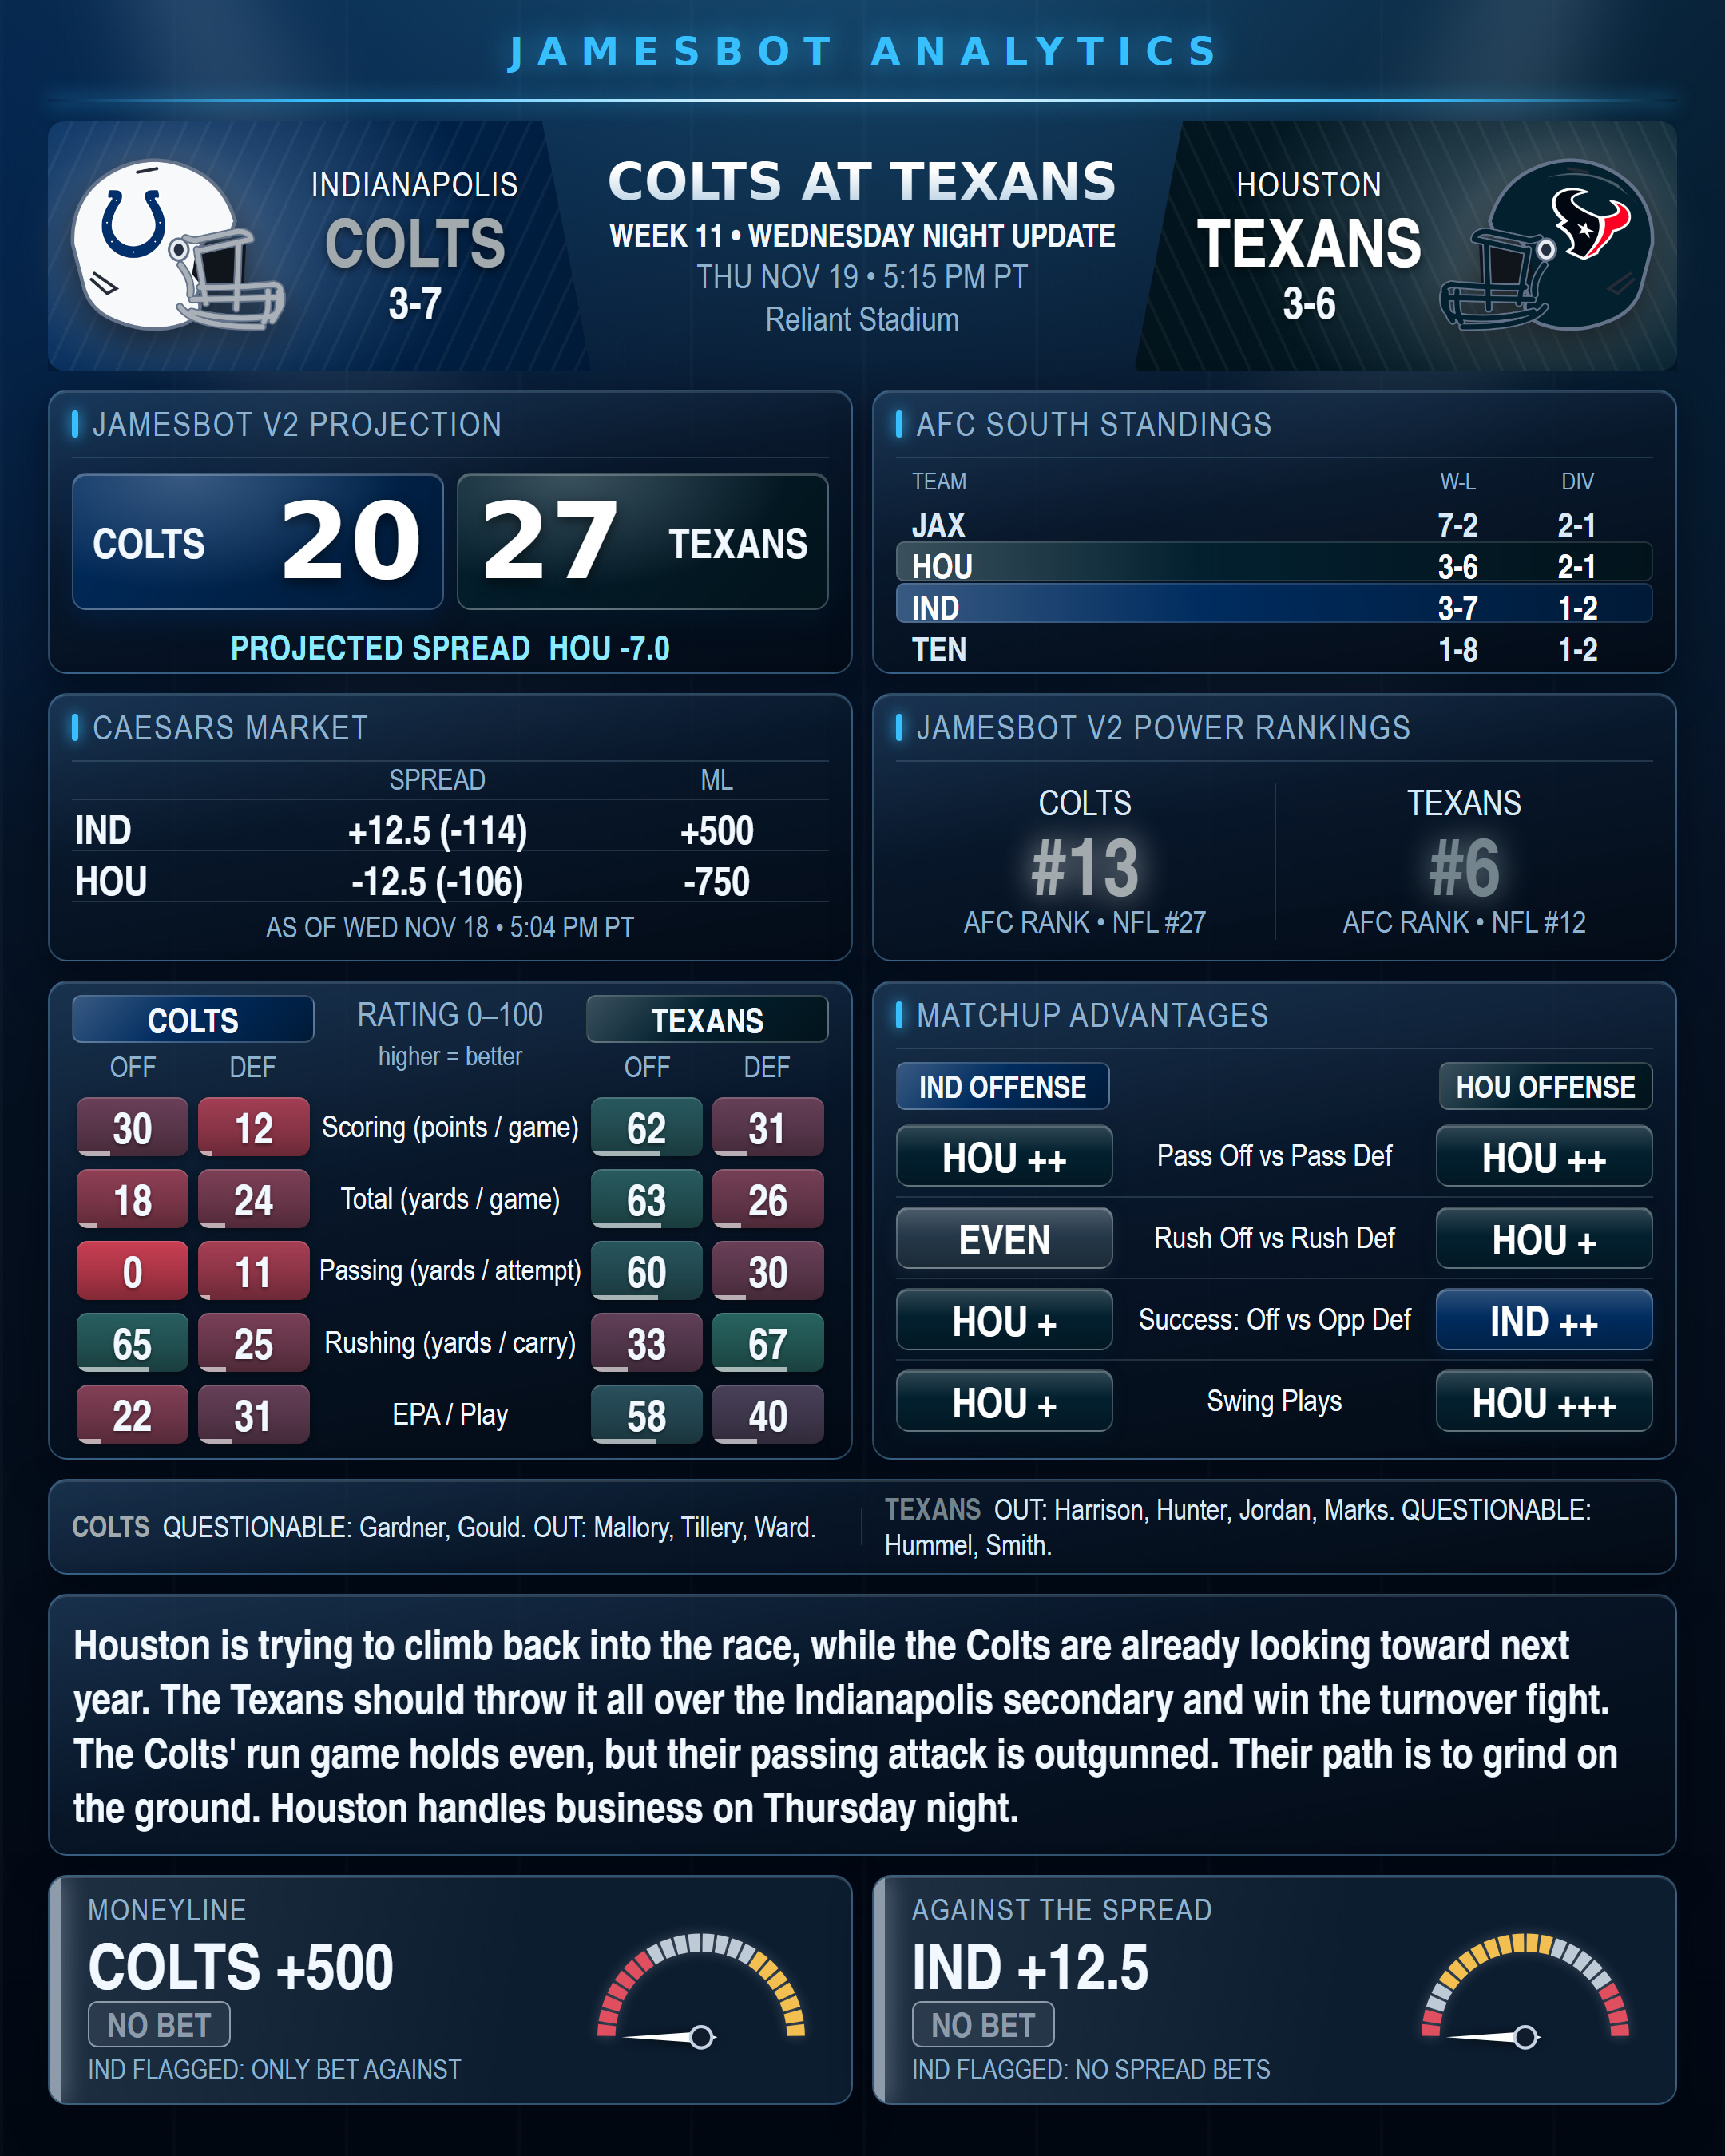 JAMESBOT ANALYTICS
INDIANAPOLIS
COLTS
3-7
COLTS AT TEXANS
WEEK 11 • WEDNESDAY NIGHT UPDATE
THU NOV 19 • 5:15 PM PT
Reliant Stadium
HOUSTON
TEXANS
3-6
JAMESBOT V2 PROJECTION
COLTS 20
27 TEXANS
PROJECTED SPREAD HOU -7.0
AFC SOUTH STANDINGS
TEAM W-L DIV
JAX 7-2 2-1
HOU 3-6 2-1
IND 3-7 1-2
TEN 1-8 1-2
CAESARS MARKET
SPREAD ML
IND +12.5 (-114) +500
HOU -12.5 (-106) -750
AS OF WED NOV 18 • 5:04 PM PT
JAMESBOT V2 POWER RANKINGS
COLTS
#13
AFC RANK • NFL #27
TEXANS
#6
AFC RANK • NFL #12
COLTS RATING 0–100 TEXANS
OFF DEF higher = better OFF DEF
30 12 Scoring (points / game) 62 31
18 24 Total (yards / game) 63 26
0 11 Passing (yards / attempt) 60 30
65 25 Rushing (yards / carry) 33 67
22 31 EPA / Play 58 40
MATCHUP ADVANTAGES
IND OFFENSE HOU OFFENSE
HOU ++ Pass Off vs Pass Def HOU ++
EVEN Rush Off vs Rush Def HOU +
HOU + Success: Off vs Opp Def IND ++
HOU + Swing Plays HOU +++
COLTS QUESTIONABLE: Gardner, Gould. OUT: Mallory, Tillery, Ward.
TEXANS OUT: Harrison, Hunter, Jordan, Marks. QUESTIONABLE:
Hummel, Smith.
Houston is trying to climb back into the race, while the Colts are already looking toward next
year. The Texans should throw it all over the Indianapolis secondary and win the turnover fight.
The Colts' run game holds even, but their passing attack is outgunned. Their path is to grind on
the ground. Houston handles business on Thursday night.
MONEYLINE
COLTS +500
NO BET
IND FLAGGED: ONLY BET AGAINST
AGAINST THE SPREAD
IND +12.5
NO BET
IND FLAGGED: NO SPREAD BETS